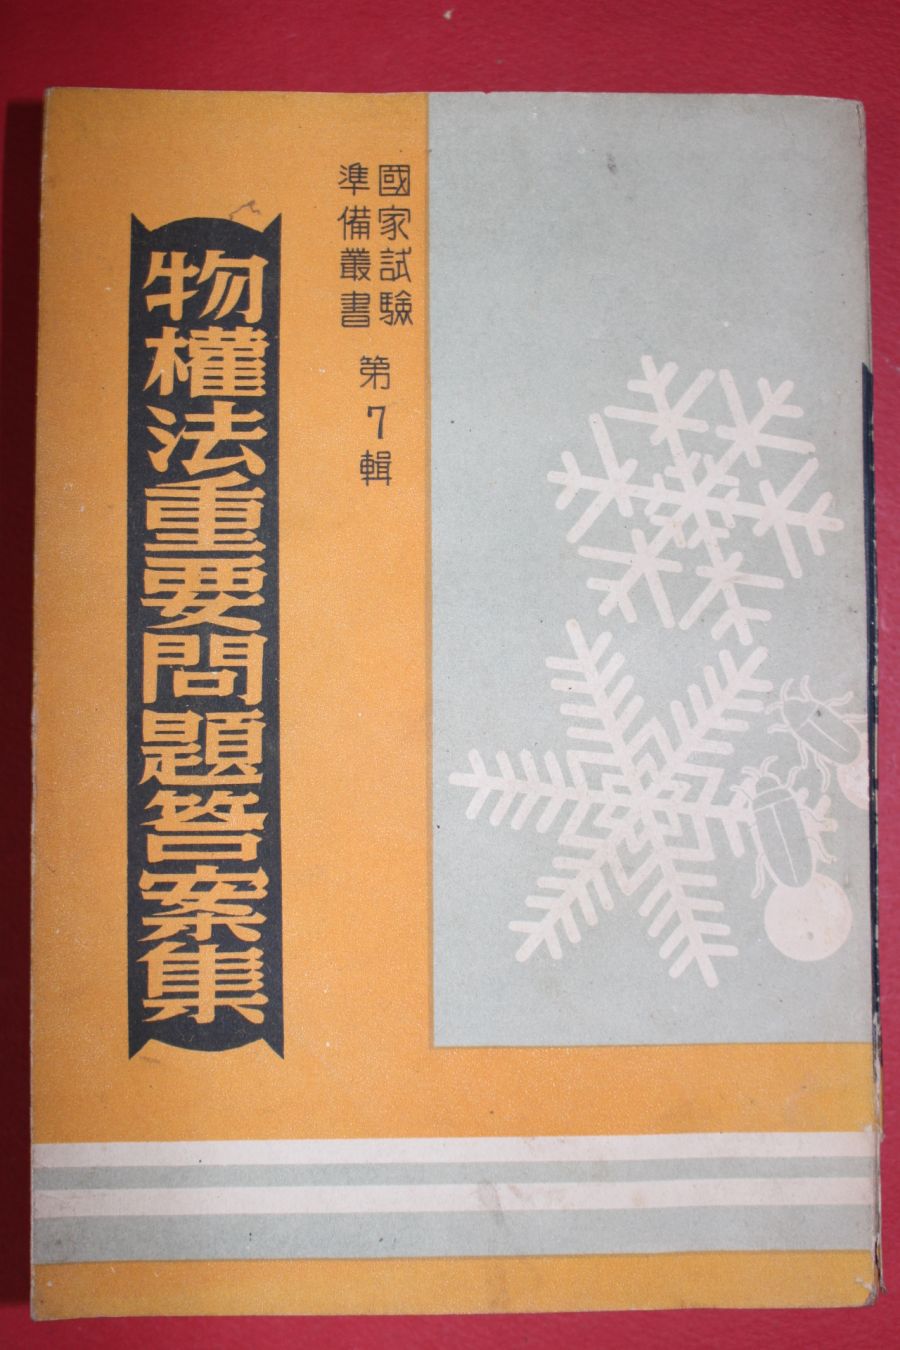 國家試驗
準備叢書
第7輯
物權法重要問題答案集